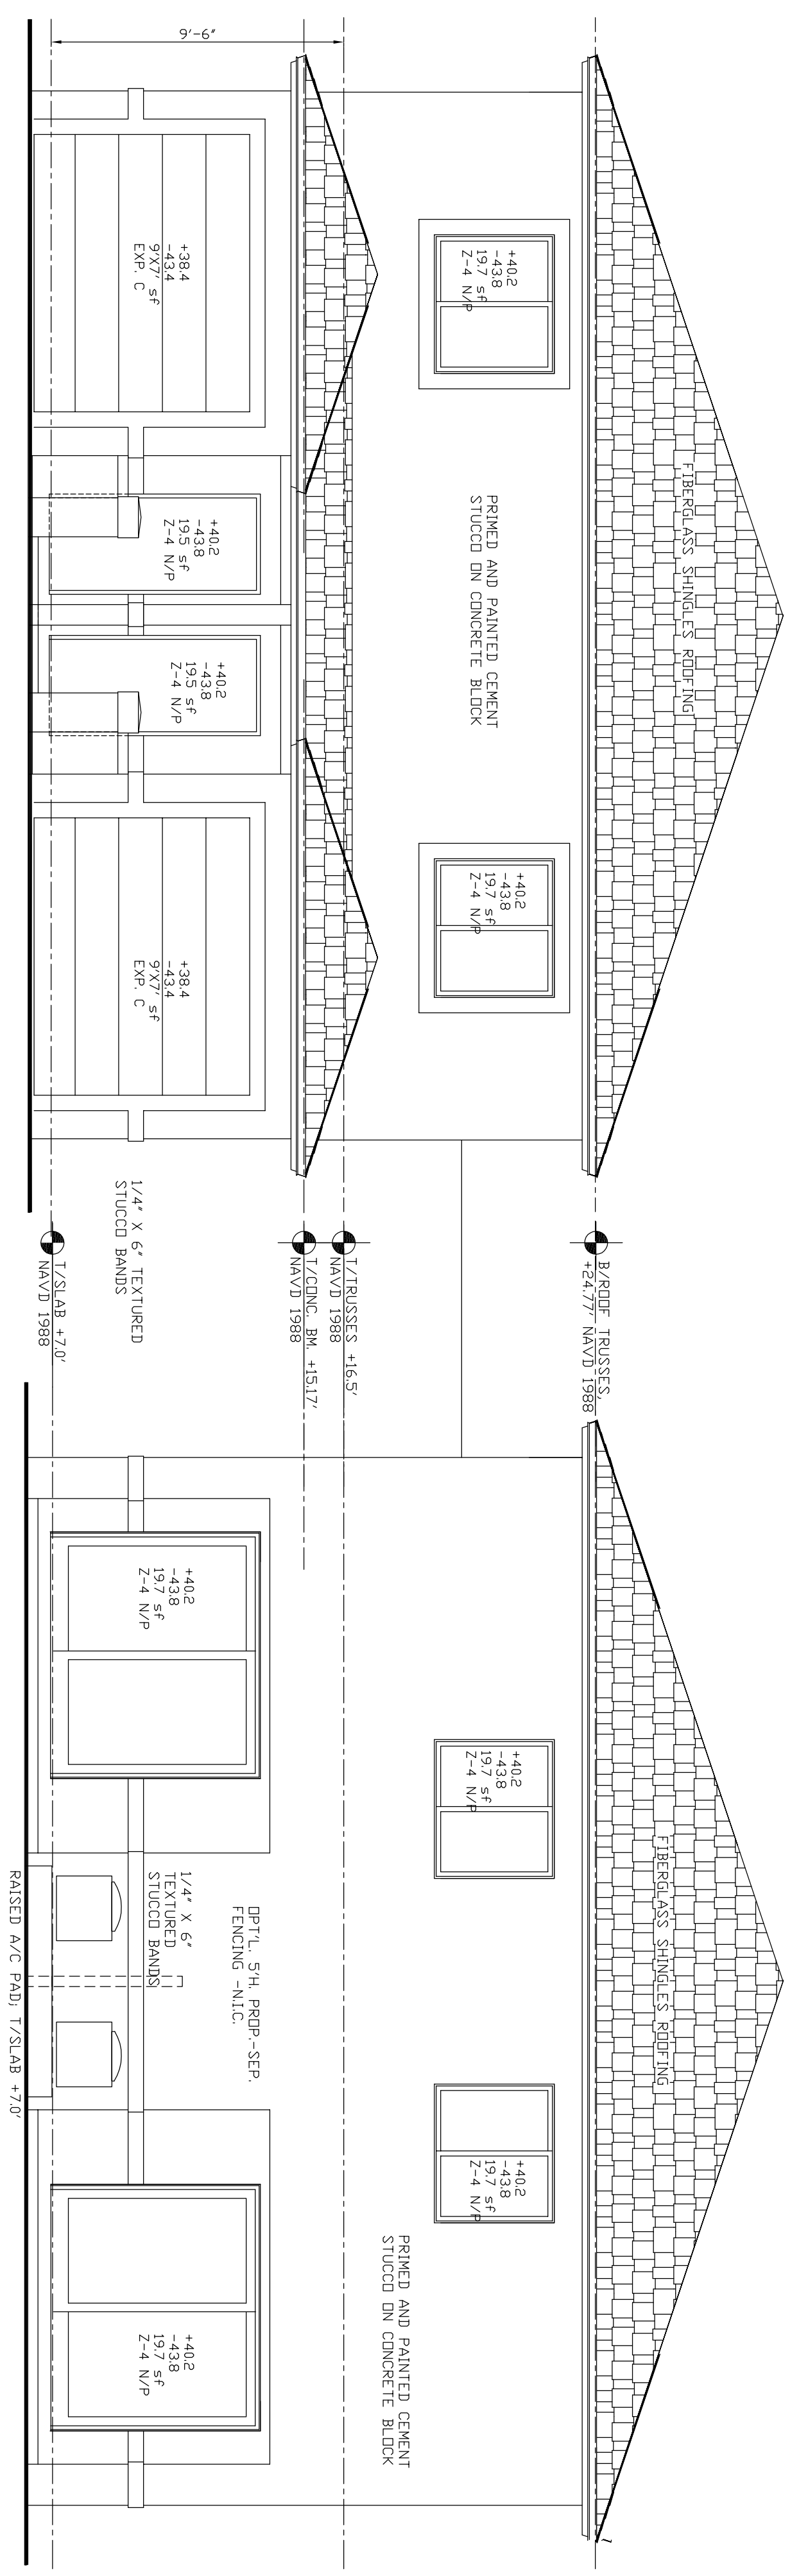 FIBERGLASS SHINGLES ROOFING
+40.2
-43.8
19.7 sf
Z-4 N/P
PRIMED AND PAINTED CEMENT
STUCCO ON CONCRETE BLOCK
+40.2
-43.8
19.7 sf
Z-4 N/P
9'-6"
+38.4
-43.4
9'X7' sf
EXP. C
+40.2
-43.8
19.5 sf
Z-4 N/P
+40.2
-43.8
19.5 sf
Z-4 N/P
+38.4
-43.4
9'X7' sf
EXP. C
B/ROOF TRUSSES,
+24.77' NAVD 1988
T/TRUSSES +16.5'
NAVD 1988
T/CONC. BM. +15.17'
NAVD 1988
1/4" X 6" TEXTURED
STUCCO BANDS
T/SLAB +7.0'
NAVD 1988
FIBERGLASS SHINGLES ROOFING
+40.2
-43.8
19.7 sf
Z-4 N/P
+40.2
-43.8
19.7 sf
Z-4 N/P
PRIMED AND PAINTED CEMENT
STUCCO ON CONCRETE BLOCK
+40.2
-43.8
19.7 sf
Z-4 N/P
OPT'L. 5'H. PROP.-SEP.
FENCING -N.I.C.
1/4" X 6"
TEXTURED
STUCCO BANDS
+40.2
-43.8
19.7 sf
Z-4 N/P
RAISED A/C PAD; T/SLAB +7.0'